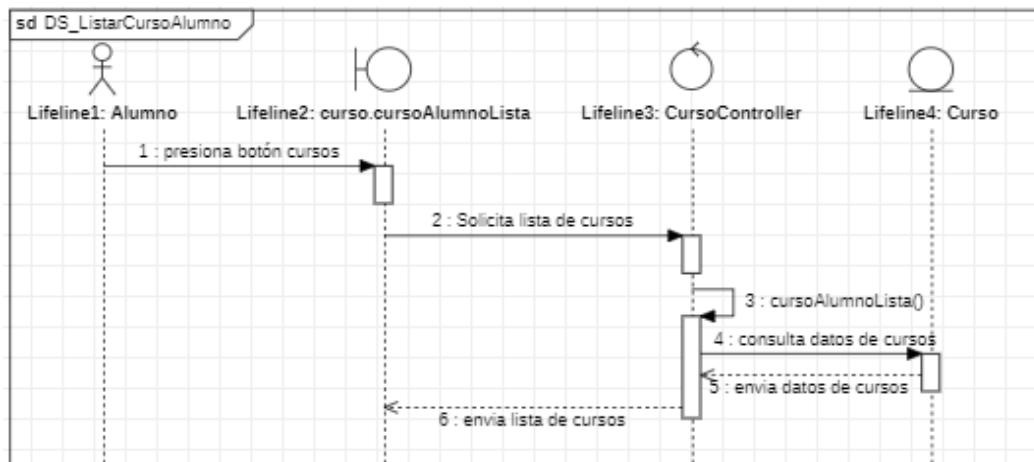 sd DS_ListarCursoAlumno
Lifeline1: Alumno
Lifeline2: curso.cursoAlumnoLista
Lifeline3: CursoController
Lifeline4: Curso
1 : presiona botón cursos
2 : Solicita lista de cursos
3 : cursoAlumnoLista()
4 : consulta datos de cursos
5 : envia datos de cursos
6 : envia lista de cursos